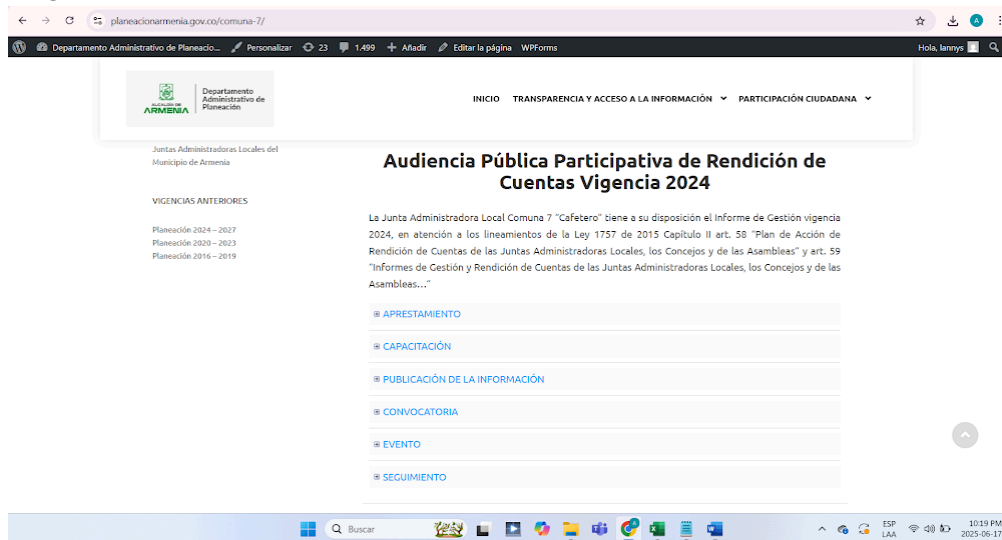 planeacionarmenia.gov.co/comuna-7/
Departamento Administrativo de Planeacio... Personalizar 23 1.499 Añadir Editar la página WPForms Hola, lannys
ALCALDÍA DE
ARMENIA
Departamento
Administrativo de
Planeación
INICIO TRANSPARENCIA Y ACCESO A LA INFORMACIÓN PARTICIPACIÓN CIUDADANA
Juntas Administradoras Locales del
Municipio de Armenia
VIGENCIAS ANTERIORES
Planeación 2024 – 2027
Planeación 2020 – 2023
Planeación 2016 – 2019
Audiencia Pública Participativa de Rendición de
Cuentas Vigencia 2024
La Junta Administradora Local Comuna 7 "Cafetero" tiene a su disposición el Informe de Gestión vigencia
2024, en atención a los lineamientos de la Ley 1757 de 2015 Capítulo II art. 58 "Plan de Acción de
Rendición de Cuentas de las Juntas Administradoras Locales, los Concejos y de las Asambleas" y art. 59
"Informes de Gestión y Rendición de Cuentas de las Juntas Administradoras Locales, los Concejos y de las
Asambleas..."
APRESTAMIENTO
CAPACITACIÓN
PUBLICACIÓN DE LA INFORMACIÓN
CONVOCATORIA
EVENTO
SEGUIMIENTO
Buscar
ESP
LAA
10:19 PM
2025-06-17